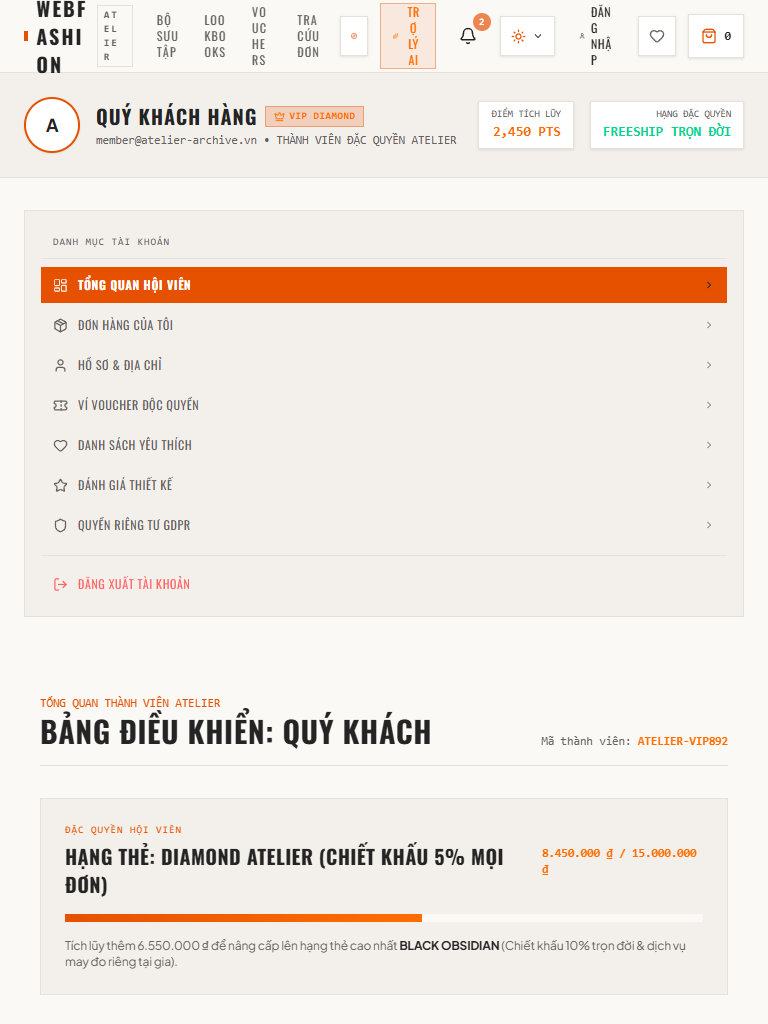 WEBF
ASHI
ON
AT
EL
IE
R
BỘ
SƯU
TẬP
LOO
KBO
OKS
VO
UC
HE
RS
TRA
CỨU
ĐƠN
TR
Ợ
LÝ
AI
2
ĐĂN
G
NHẬ
P
0
A
QUÝ KHÁCH HÀNG
VIP DIAMOND
member@atelier-archive.vn • THÀNH VIÊN ĐẶC QUYỀN ATELIER
ĐIỂM TÍCH LŨY
2,450 PTS
HẠNG ĐẶC QUYỀN
FREESHIP TRỌN ĐỜI
DANH MỤC TÀI KHOẢN
TỔNG QUAN HỘI VIÊN
ĐƠN HÀNG CỦA TÔI
HỒ SƠ & ĐỊA CHỈ
VÍ VOUCHER ĐỘC QUYỀN
DANH SÁCH YÊU THÍCH
ĐÁNH GIÁ THIẾT KẾ
QUYỀN RIÊNG TƯ GDPR
ĐĂNG XUẤT TÀI KHOẢN
TỔNG QUAN THÀNH VIÊN ATELIER
BẢNG ĐIỀU KHIỂN: QUÝ KHÁCH
Mã thành viên: ATELIER-VIP892
ĐẶC QUYỀN HỘI VIÊN
HẠNG THẺ: DIAMOND ATELIER (CHIẾT KHẤU 5% MỌI
ĐƠN)
8.450.000 ₫ / 15.000.000
₫
Tích lũy thêm 6.550.000 ₫ để nâng cấp lên hạng thẻ cao nhất BLACK OBSIDIAN (Chiết khấu 10% trọn đời & dịch vụ
may đo riêng tại gia).